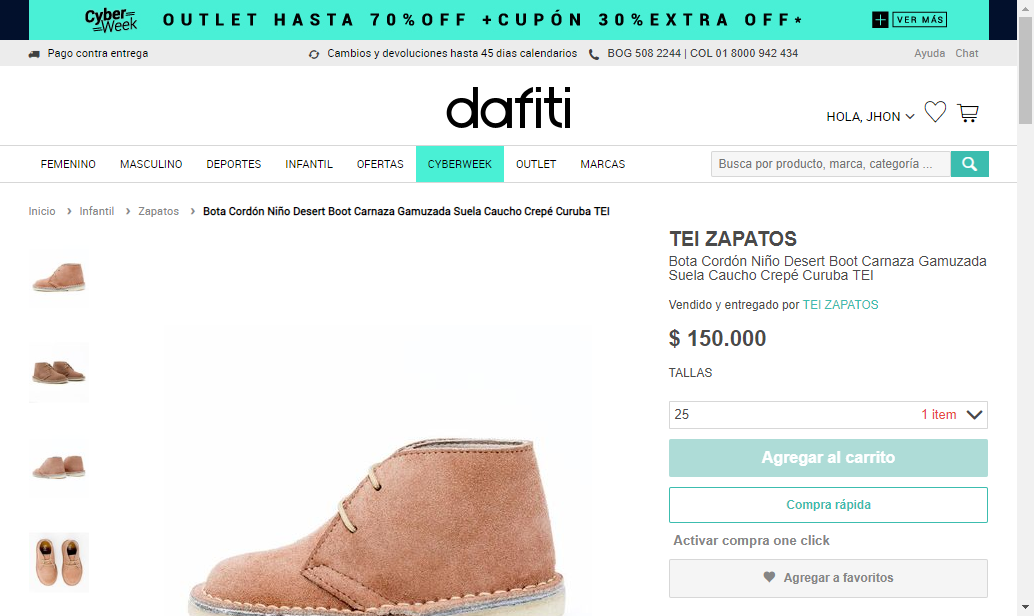 Cyber Week
OUTLET HASTA 70%OFF +CUPÓN 30%EXTRA OFF*
+ VER MÁS
Pago contra entrega
Cambios y devoluciones hasta 45 dias calendarios
BOG 508 2244 | COL 01 8000 942 434
Ayuda Chat
dafiti
HOLA, JHON
FEMENINO MASCULINO DEPORTES INFANTIL OFERTAS CYBERWEEK OUTLET MARCAS
Busca por producto, marca, categoría ...
Inicio > Infantil > Zapatos > Bota Cordón Niño Desert Boot Carnaza Gamuzada Suela Caucho Crepé Curuba TEI
TEI ZAPATOS
Bota Cordón Niño Desert Boot Carnaza Gamuzada
Suela Caucho Crepé Curuba TEI
Vendido y entregado por TEI ZAPATOS
$ 150.000
TALLAS
25 1 item
Agregar al carrito
Compra rápida
Activar compra one click
Agregar a favoritos